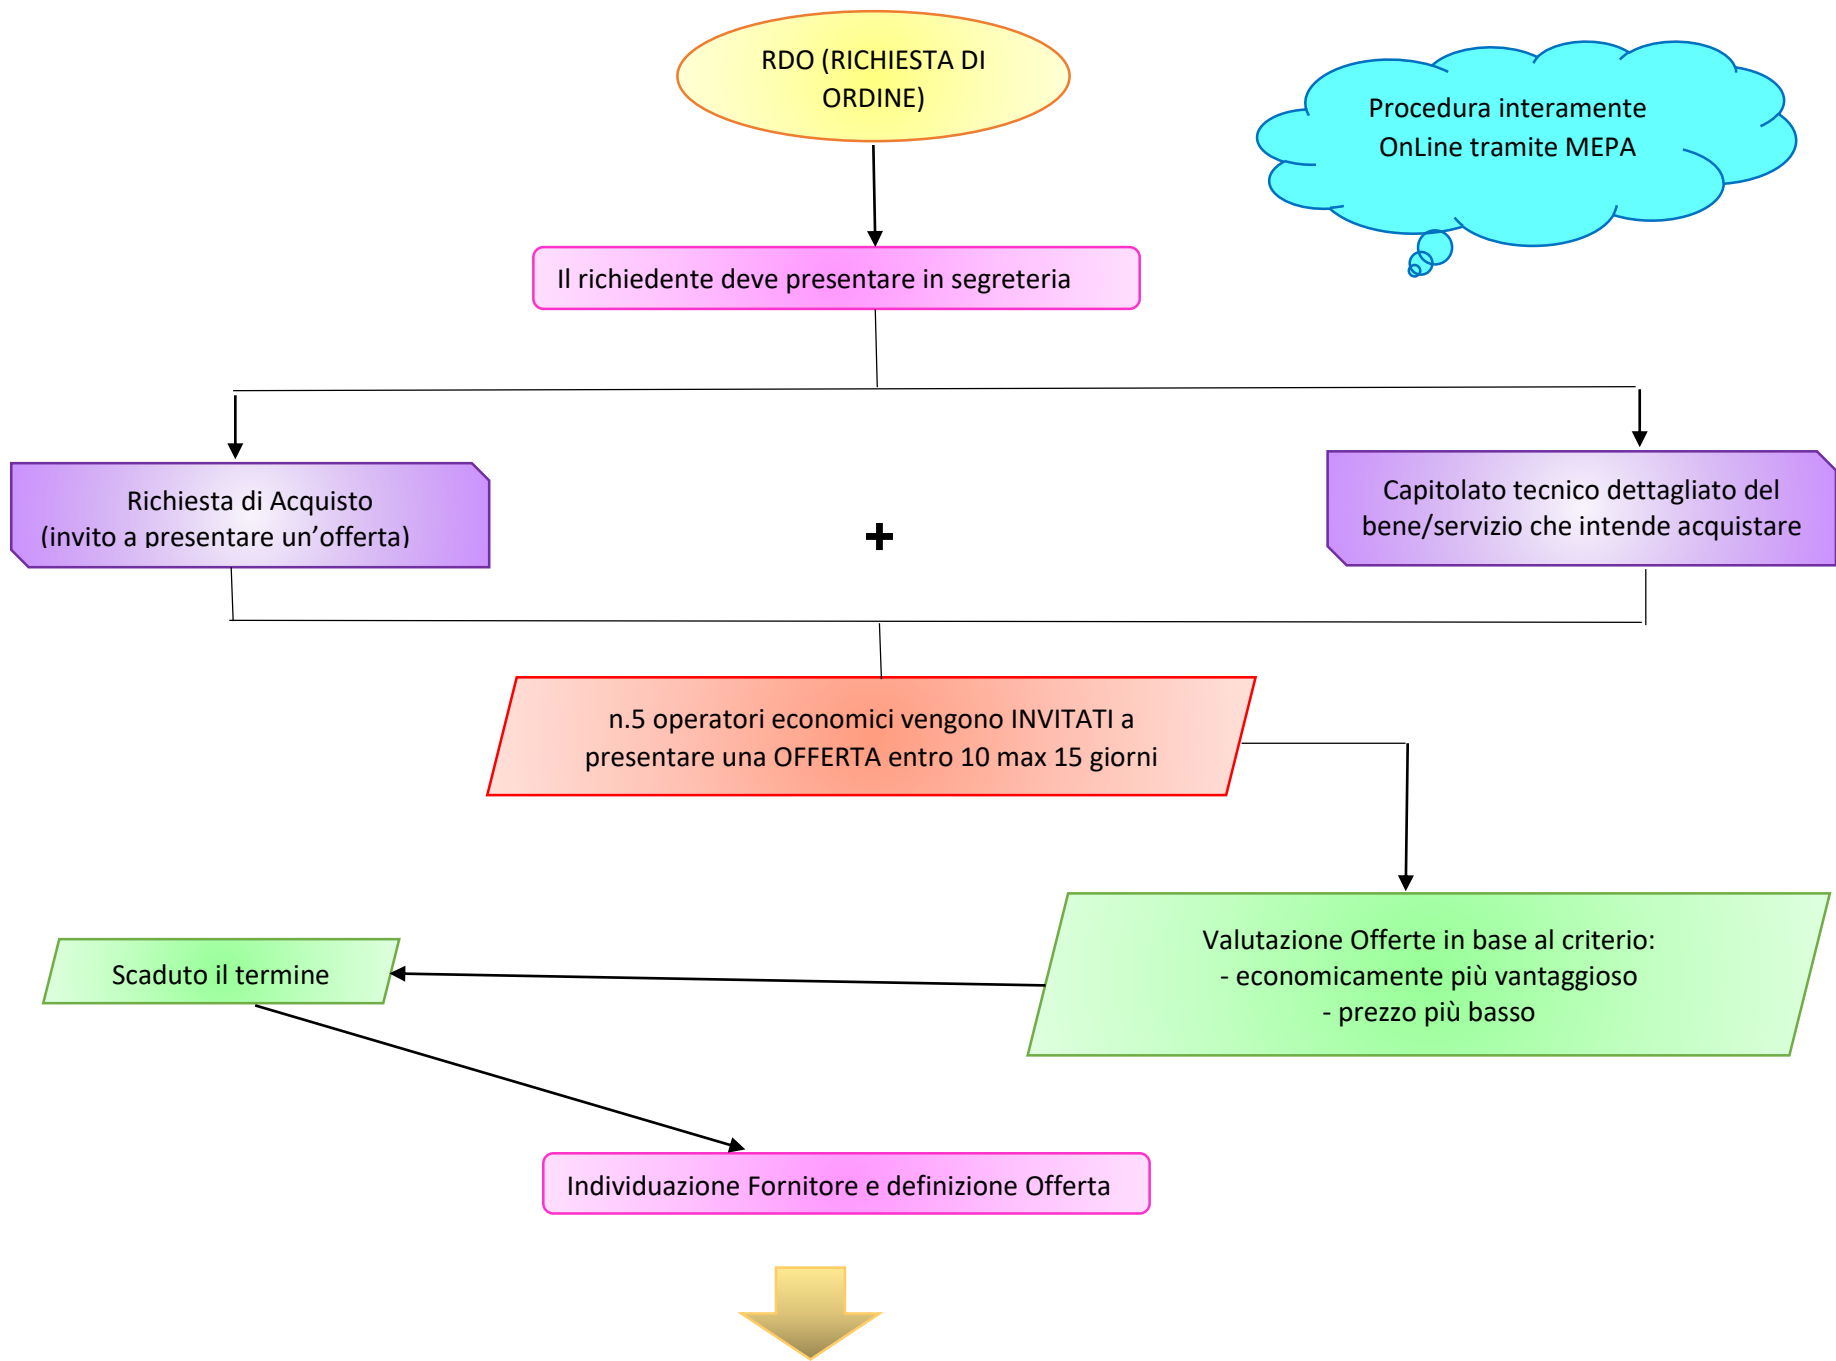 RDO (RICHIESTA DI
ORDINE)
Procedura interamente
OnLine tramite MEPA
Il richiedente deve presentare in segreteria
Richiesta di Acquisto
(invito a presentare un’offerta)
+
Capitolato tecnico dettagliato del
bene/servizio che intende acquistare
n.5 operatori economici vengono INVITATI a
presentare una OFFERTA entro 10 max 15 giorni
Valutazione Offerte in base al criterio:
- economicamente più vantaggioso
- prezzo più basso
Scaduto il termine
Individuazione Fornitore e definizione Offerta